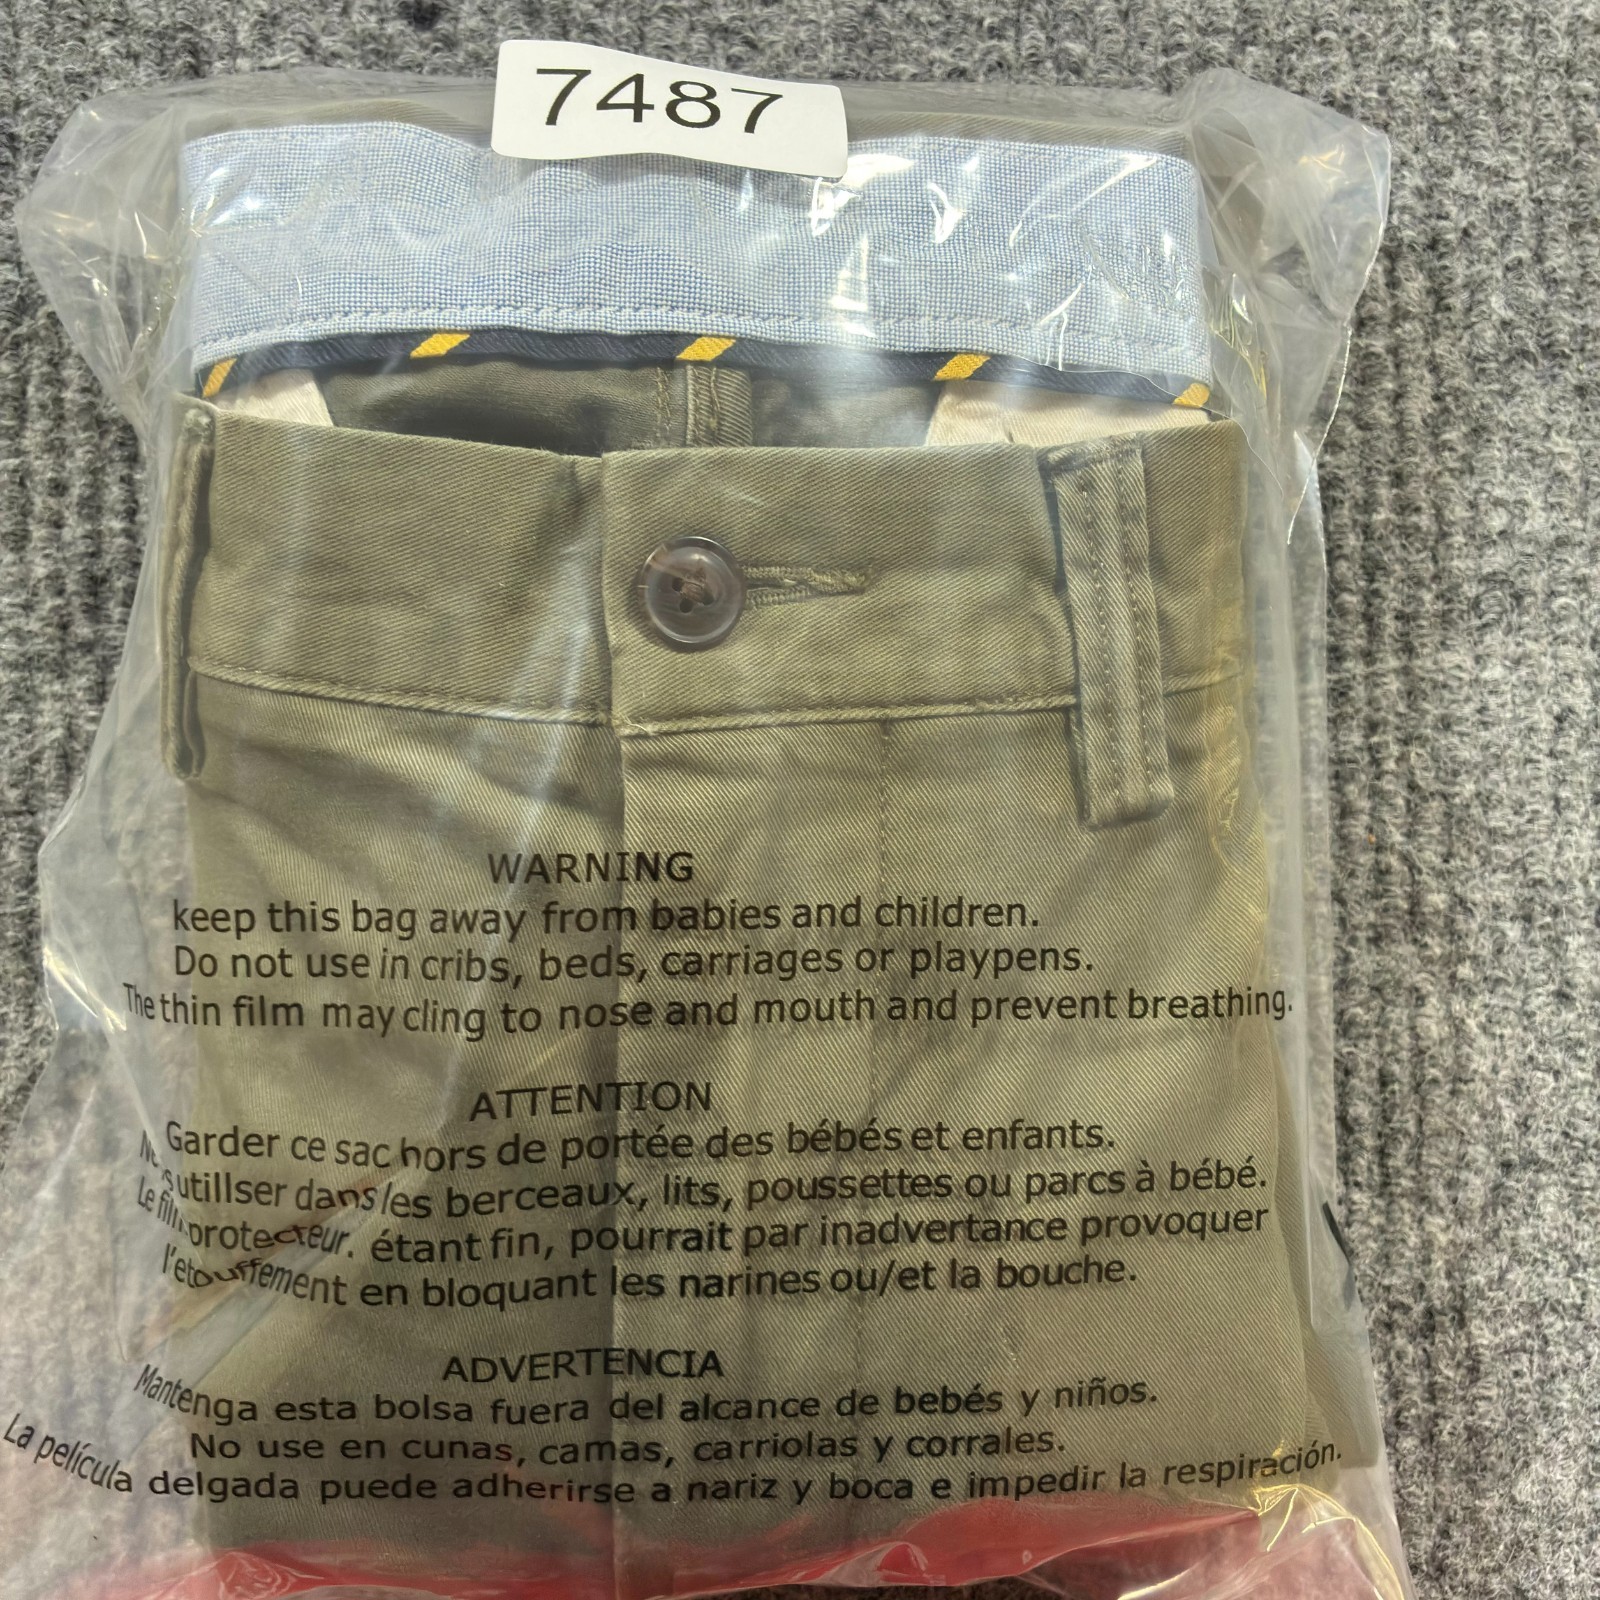 7487
WARNING
keep this bag away from babies and children.
Do not use in cribs, beds, carriages or playpens.
The thin film may cling to nose and mouth and prevent breathing.
ATTENTION
Garder ce sac hors de portée des bébés et enfants.
utillser dans les berceaux, lits, poussettes ou parcs à bébé.
Le film protecteur. étant fin, pourrait par inadvertance provoquer
l'etouffement en bloquant les narines ou/et la bouche.
ADVERTENCIA
Mantenga esta bolsa fuera del alcance de bebés y niños.
No use en cunas, camas, carriolas y corrales.
La película delgada puede adherirse a nariz y boca e impedir la respiración.